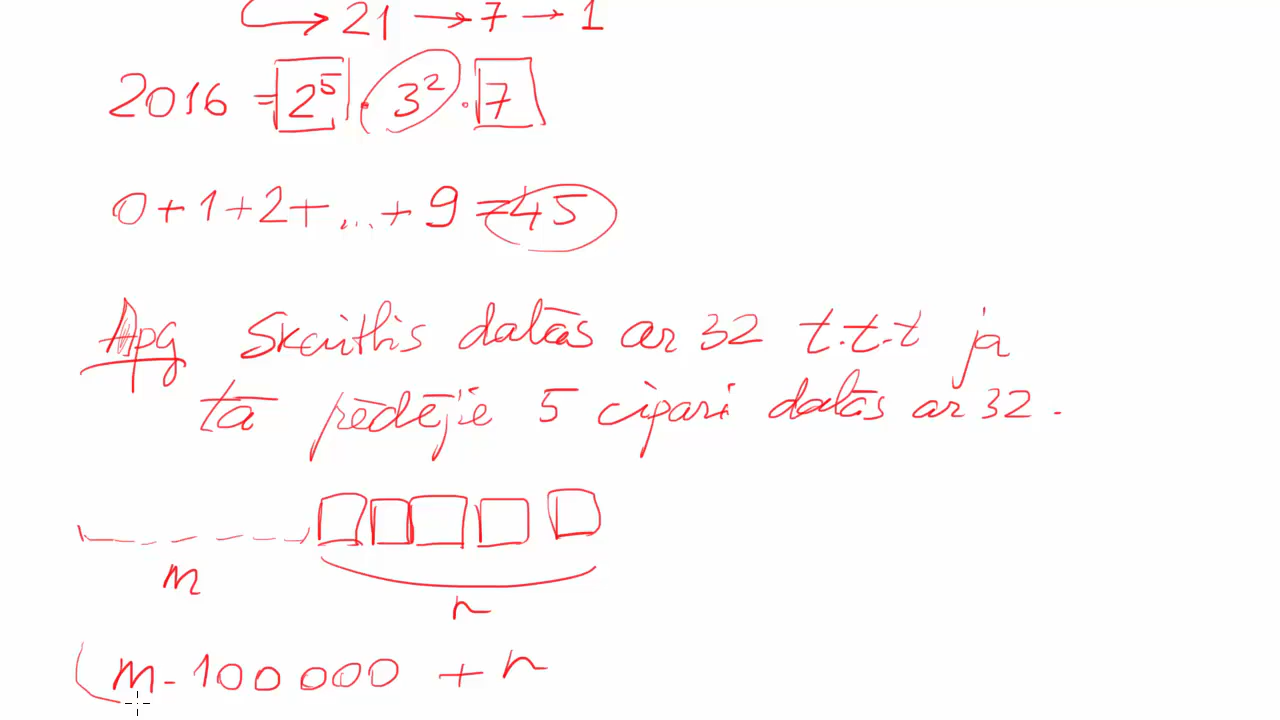 → 21 → 7 → 1
2016 = 2⁵ · 3² · 7
0 + 1 + 2 + ... + 9 = 45
Apg Skaitlis dalās ar 32 t.t.t ja
tā pēdējie 5 cipari dalās ar 32.
m n
m · 100 000 + n